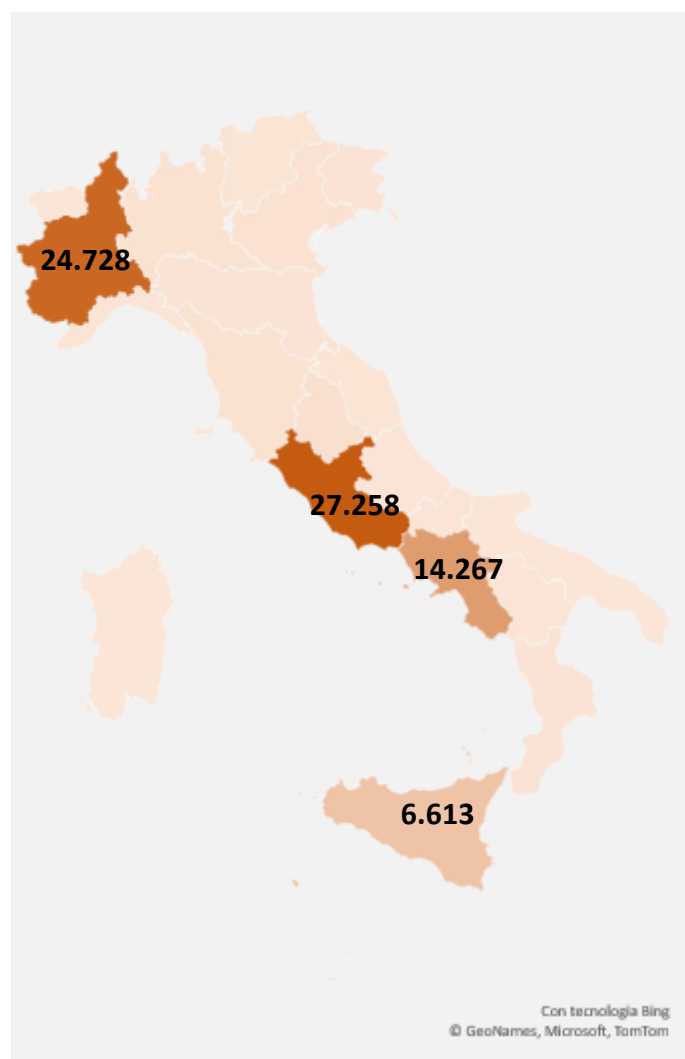 24.728
27.258
14.267
6.613
Con tecnologia Bing
© GeoNames, Microsoft, TomTom